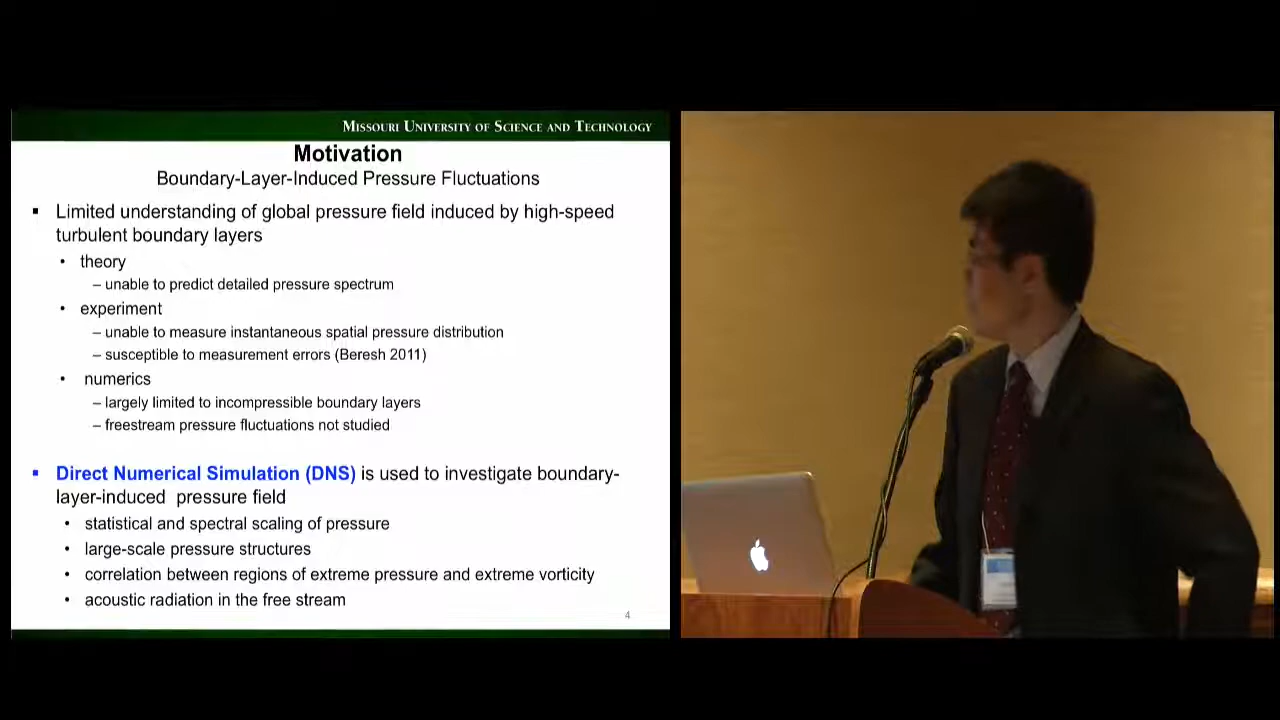 MISSOURI UNIVERSITY OF SCIENCE AND TECHNOLOGY
Motivation
Boundary-Layer-Induced Pressure Fluctuations
▪ Limited understanding of global pressure field induced by high-speed
turbulent boundary layers
• theory
– unable to predict detailed pressure spectrum
• experiment
– unable to measure instantaneous spatial pressure distribution
– susceptible to measurement errors (Beresh 2011)
• numerics
– largely limited to incompressible boundary layers
– freestream pressure fluctuations not studied
▪ Direct Numerical Simulation (DNS) is used to investigate boundary-
layer-induced pressure field
• statistical and spectral scaling of pressure
• large-scale pressure structures
• correlation between regions of extreme pressure and extreme vorticity
• acoustic radiation in the free stream
4